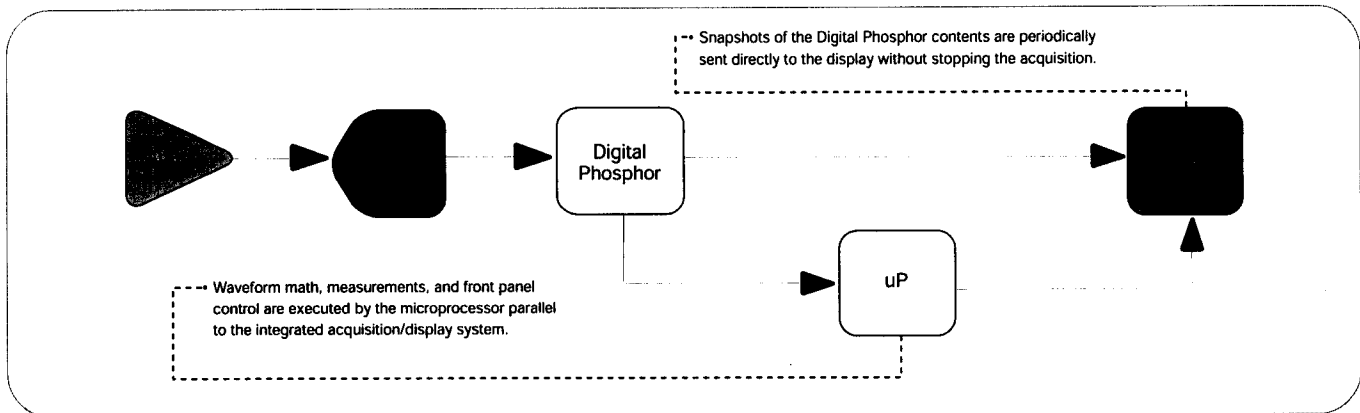 Snapshots of the Digital Phosphor contents are periodically
sent directly to the display without stopping the acquisition.
Digital
Phosphor
uP
Waveform math, measurements, and front panel
control are executed by the microprocessor parallel
to the integrated acquisition/display system.